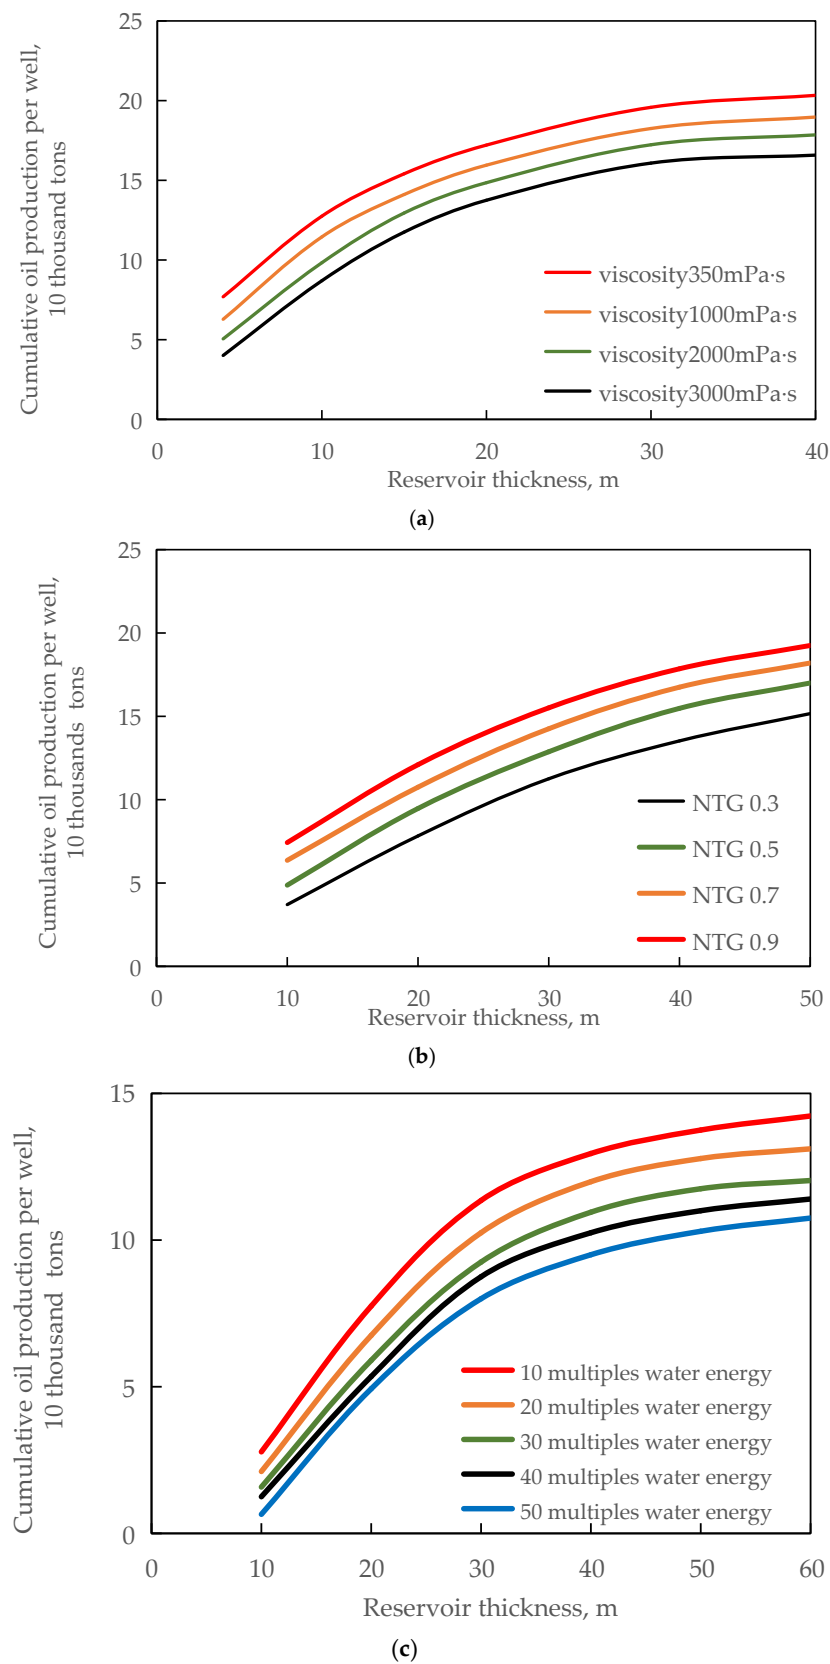 Cumulative oil production per well,
10 thousand tons
25
20
15
10
5
0
viscosity350mPa·s
viscosity1000mPa·s
viscosity2000mPa·s
viscosity3000mPa·s
0 10 20 30 40
Reservoir thickness, m
(a)
Cumulative oil production per well,
10 thousands tons
25
20
15
10
5
0
NTG 0.3
NTG 0.5
NTG 0.7
NTG 0.9
0 10 20 30 40 50
Reservoir thickness, m
(b)
Cumulative oil production per well,
10 thousand tons
15
10
5
0
10 multiples water energy
20 multiples water energy
30 multiples water energy
40 multiples water energy
50 multiples water energy
0 10 20 30 40 50 60
Reservoir thickness, m
(c)